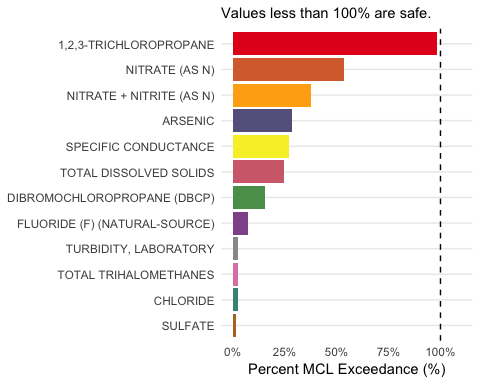 Values less than 100% are safe.
1,2,3-TRICHLOROPROPANE
NITRATE (AS N)
NITRATE + NITRITE (AS N)
ARSENIC
SPECIFIC CONDUCTANCE
TOTAL DISSOLVED SOLIDS
DIBROMOCHLOROPROPANE (DBCP)
FLUORIDE (F) (NATURAL-SOURCE)
TURBIDITY, LABORATORY
TOTAL TRIHALOMETHANES
CHLORIDE
SULFATE
0% 25% 50% 75% 100%
Percent MCL Exceedance (%)